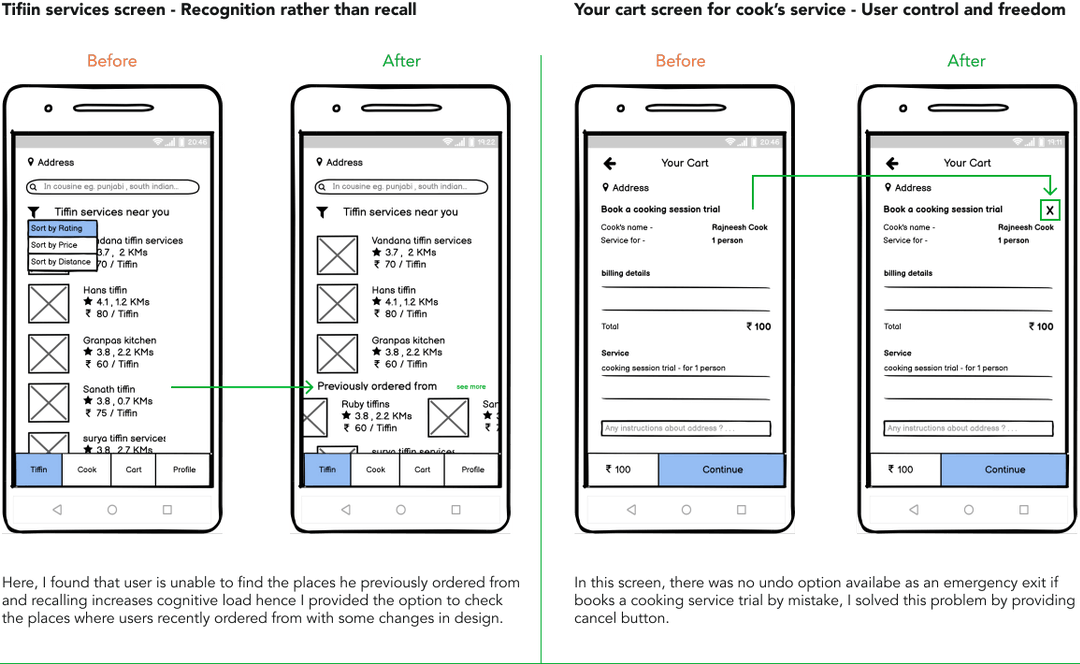 Tifiin services screen - Recognition rather than recall
Before
After
20:46
Address
In cousine eg. punjabi , south indian..
Tiffin services near you
Sort by Rating
Sort by Price
Sort by Distance
dana tiffin services
3.7, 2 KMs
70 / Tiffin
Hans tiffin
4.1, 1.2 KMs
₹ 80 / Tiffin
Granpas kitchen
3.8, 2.2 KMs
₹ 60 / Tiffin
Sanath tiffin
3.8, 0.7 KMs
₹ 75 / Tiffin
surya tiffin services
3.8 2.7 KMs
Tiffin
Cook
Cart
Profile
19:22
Address
In cousine eg. punjabi , south indian..
Tiffin services near you
Vandana tiffin services
3.7, 2 KMs
₹ 70 / Tiffin
Hans tiffin
4.1, 1.2 KMs
₹ 80 / Tiffin
Granpas kitchen
3.8, 2.2 KMs
₹ 60 / Tiffin
Previously ordered from
see more
Ruby tiffins
3.8, 2.2 KMs
₹ 60 / Tiffin
San
3
₹ 7
surya tiffin services
Tiffin
Cook
Cart
Profile
Here, I found that user is unable to find the places he previously ordered from
and recalling increases cognitive load hence I provided the option to check
the places where users recently ordered from with some changes in design.
Your cart screen for cook’s service - User control and freedom
Before
After
20:46
Your Cart
Address
Book a cooking session trial
Cook's name - Rajneesh Cook
Service for - 1 person
billing details
Total ₹ 100
Service
cooking session trial - for 1 person
Any instructions about address ? . . .
₹ 100
Continue
19:11
Your Cart
Address
Book a cooking session trial
X
Cook's name - Rajneesh Cook
Service for - 1 person
billing details
Total ₹ 100
Service
cooking session trial - for 1 person
Any instructions about address ? . . .
₹ 100
Continue
In this screen, there was no undo option availabe as an emergency exit if
books a cooking service trial by mistake, I solved this problem by providing
cancel button.